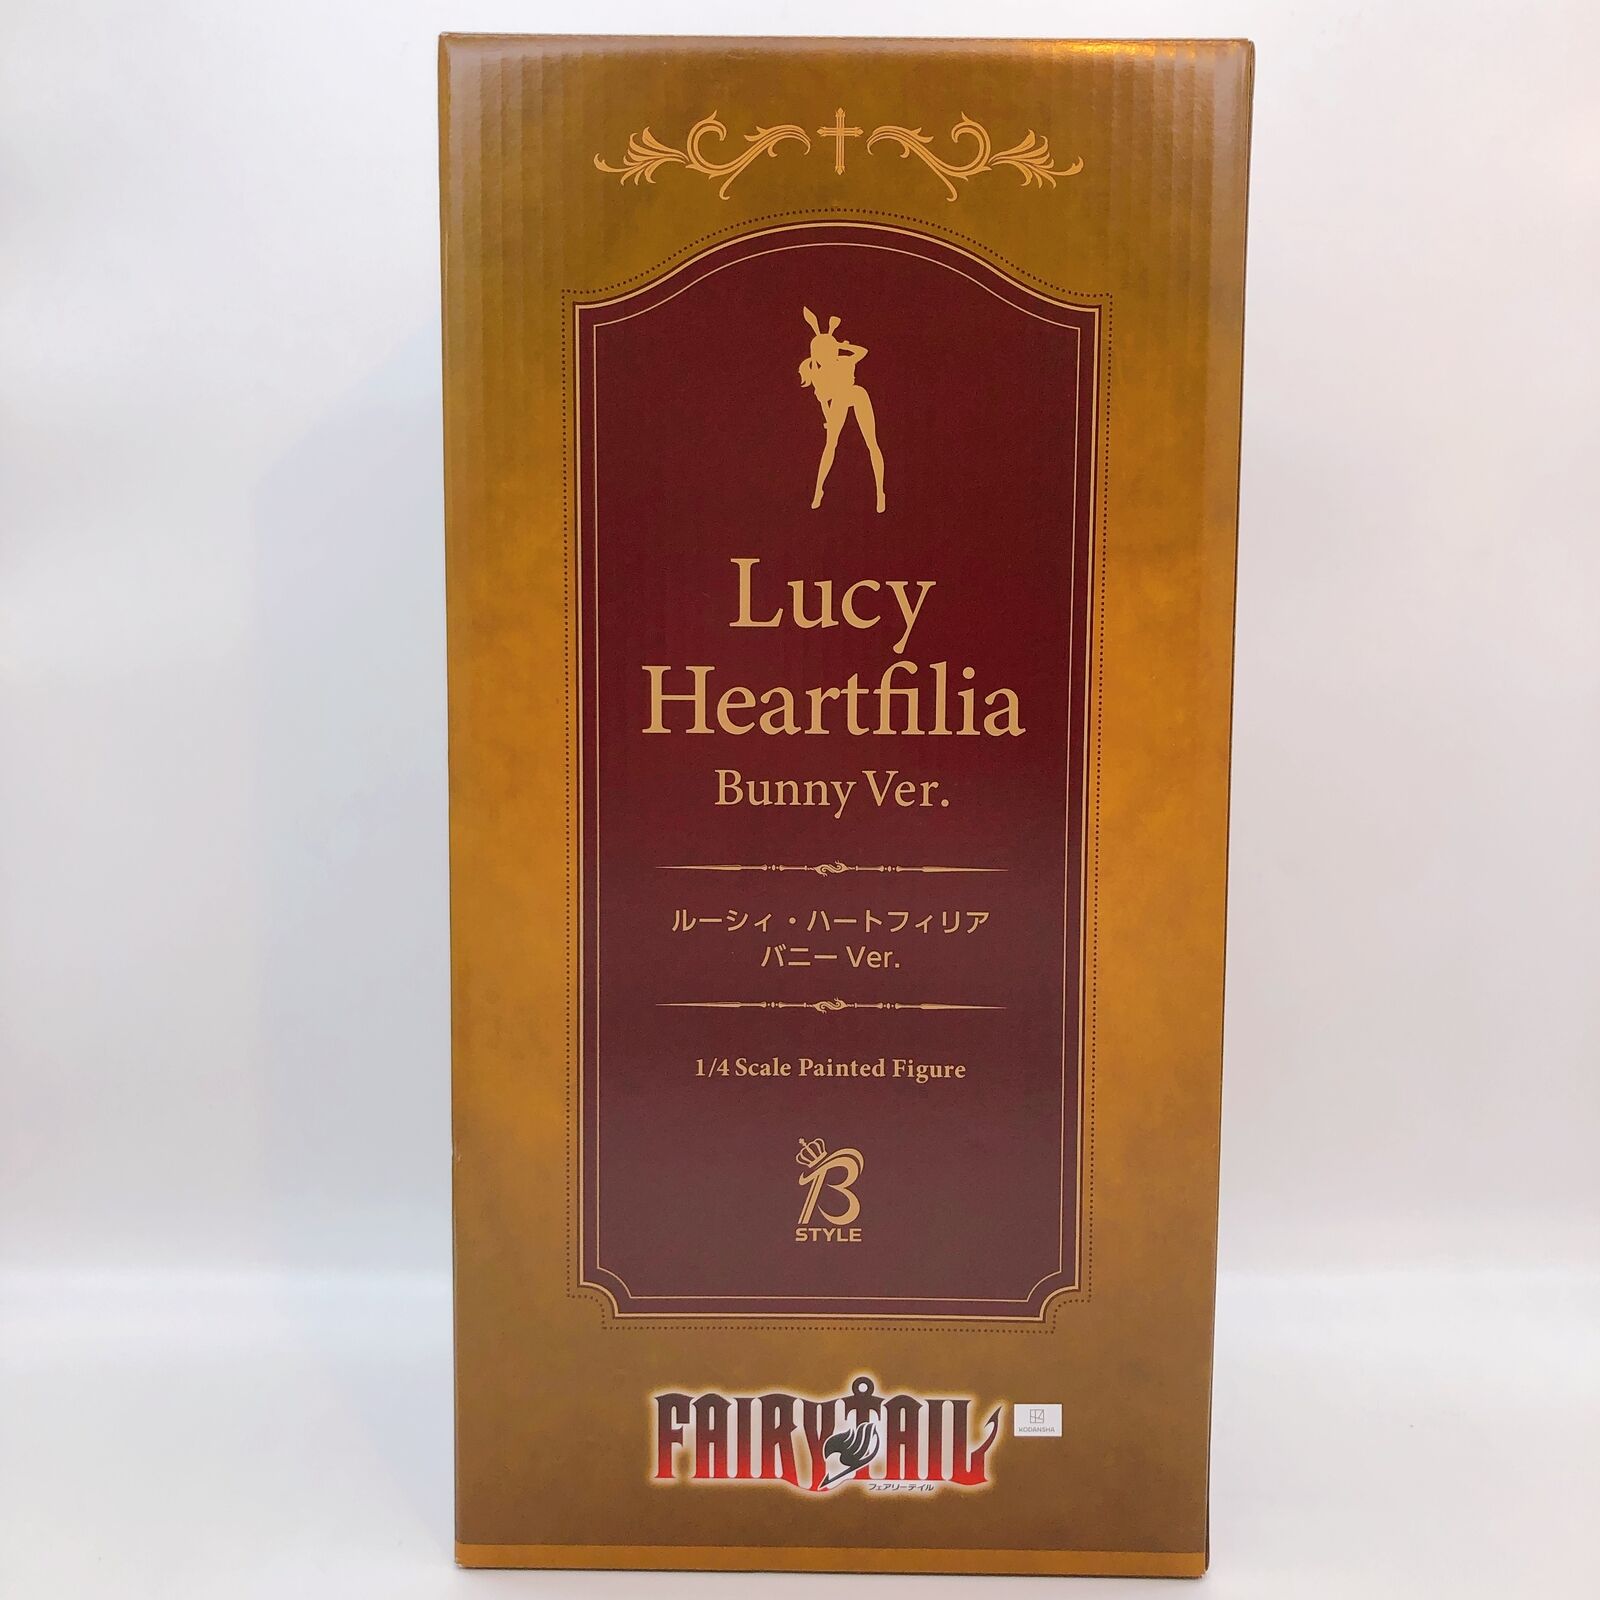 Lucy
Heartfilia
Bunny Ver.
ルーシィ・ハートフィリア
バニー Ver.
1/4 Scale Painted Figure
B
STYLE
FAIRY TAIL
フェアリーテイル
KODANSHA